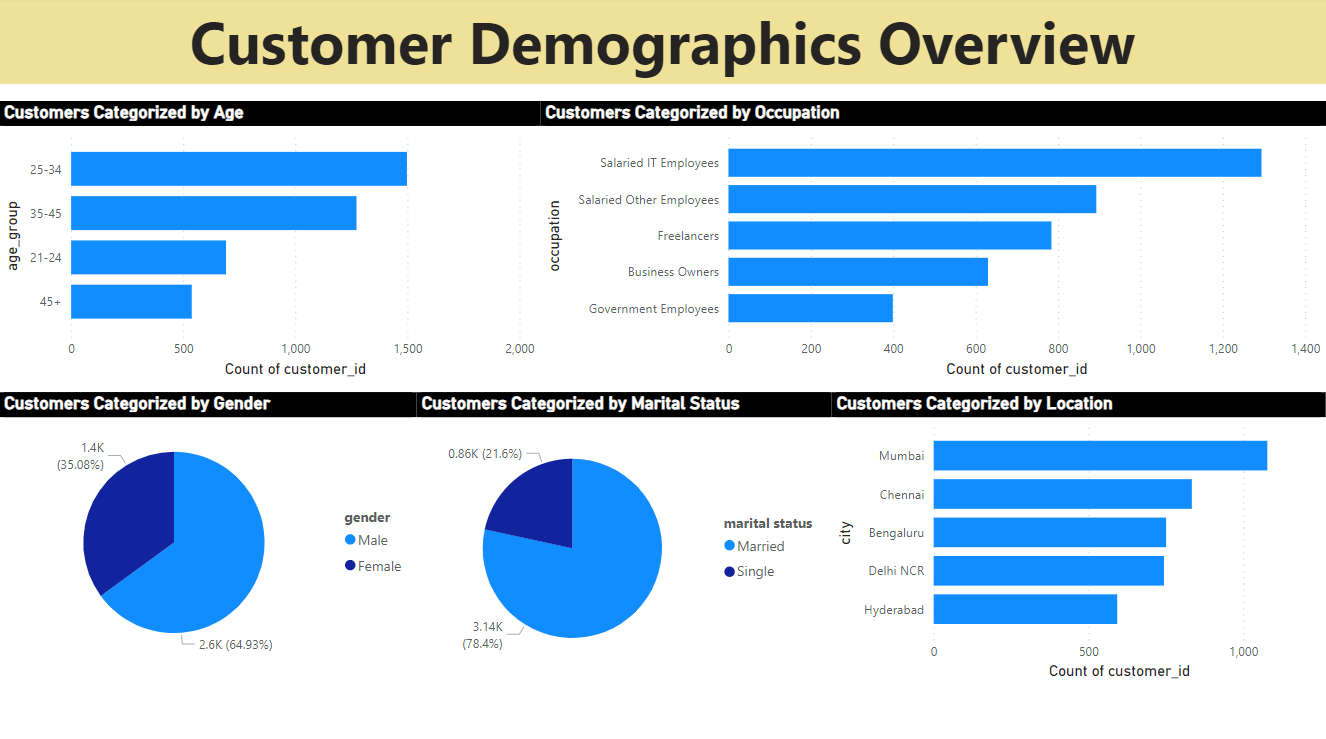 Customer Demographics Overview
Customers Categorized by Age
Customers Categorized by Occupation
age_group
25-34
35-45
21-24
45+
0
500
1,000
1,500
2,000
Count of customer_id
occupation
Salaried IT Employees
Salaried Other Employees
Freelancers
Business Owners
Government Employees
0
200
400
600
800
1,000
1,200
1,400
Count of customer_id
Customers Categorized by Gender
Customers Categorized by Marital Status
Customers Categorized by Location
1.4K
(35.08%)
2.6K (64.93%)
gender
Male
Female
0.86K (21.6%)
3.14K
(78.4%)
marital status
Married
Single
city
Mumbai
Chennai
Bengaluru
Delhi NCR
Hyderabad
0
500
1,000
Count of customer_id